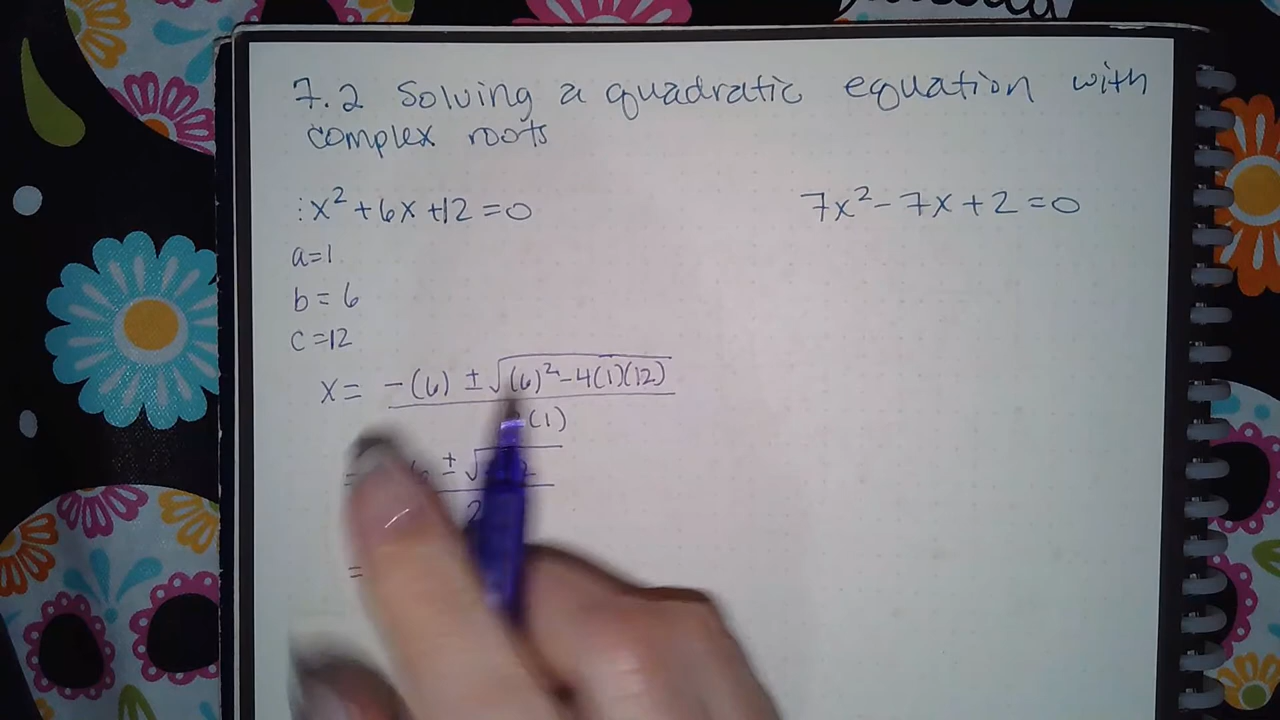 7.2 Solving a quadratic equation with
complex roots
:x²+6x+12=0
a=1
b=6
c=12
x= -(6) ±√(6)²-4(1)(12)
(1)
±√
2
=
7x²-7x+2=0